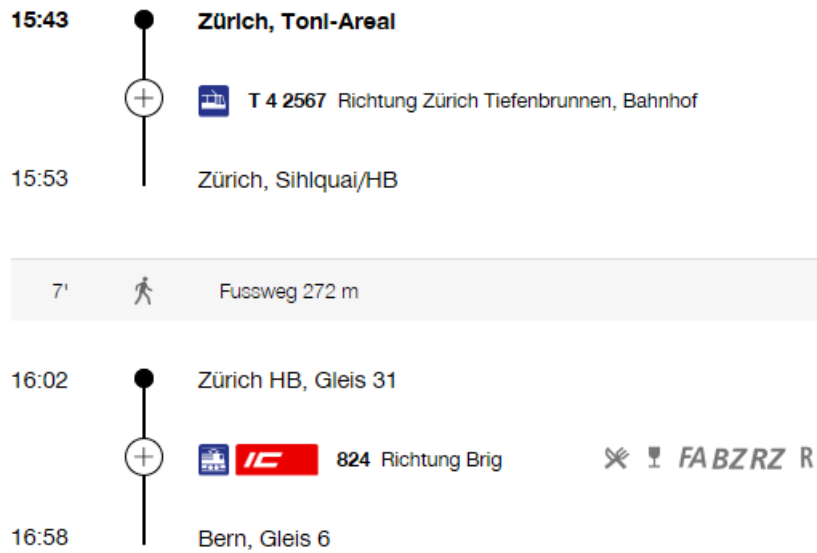 15:43 Zürich, Toni-Areal
T 4 2567 Richtung Zürich Tiefenbrunnen, Bahnhof
15:53 Zürich, Sihlquai/HB
7' Fussweg 272 m
16:02 Zürich HB, Gleis 31
IC 824 Richtung Brig FA BZ RZ R
16:58 Bern, Gleis 6